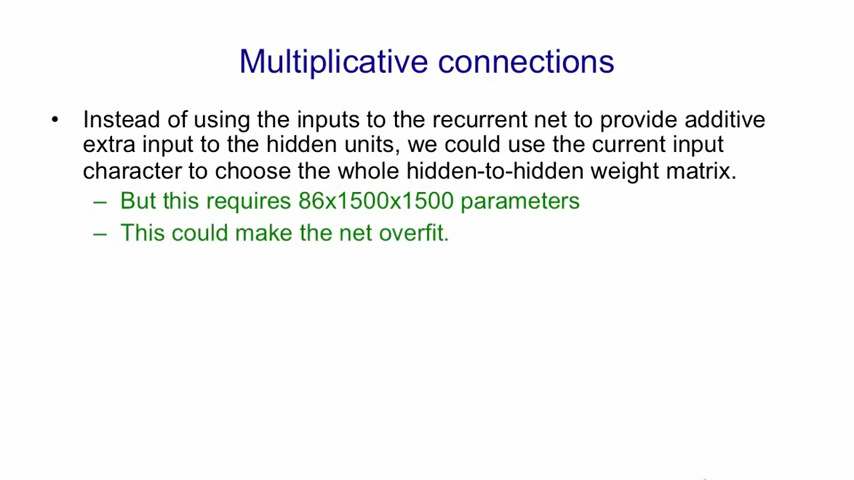 Multiplicative connections
• Instead of using the inputs to the recurrent net to provide additive
extra input to the hidden units, we could use the current input
character to choose the whole hidden-to-hidden weight matrix.
– But this requires 86x1500x1500 parameters
– This could make the net overfit.